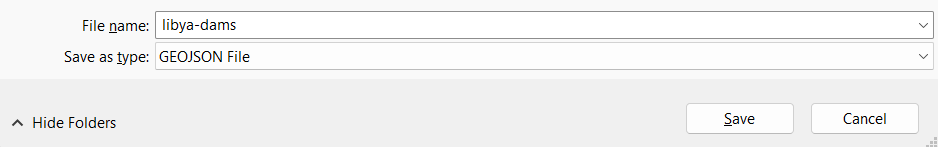 File name: libya-dams
Save as type: GEOJSON File
Hide Folders Save Cancel